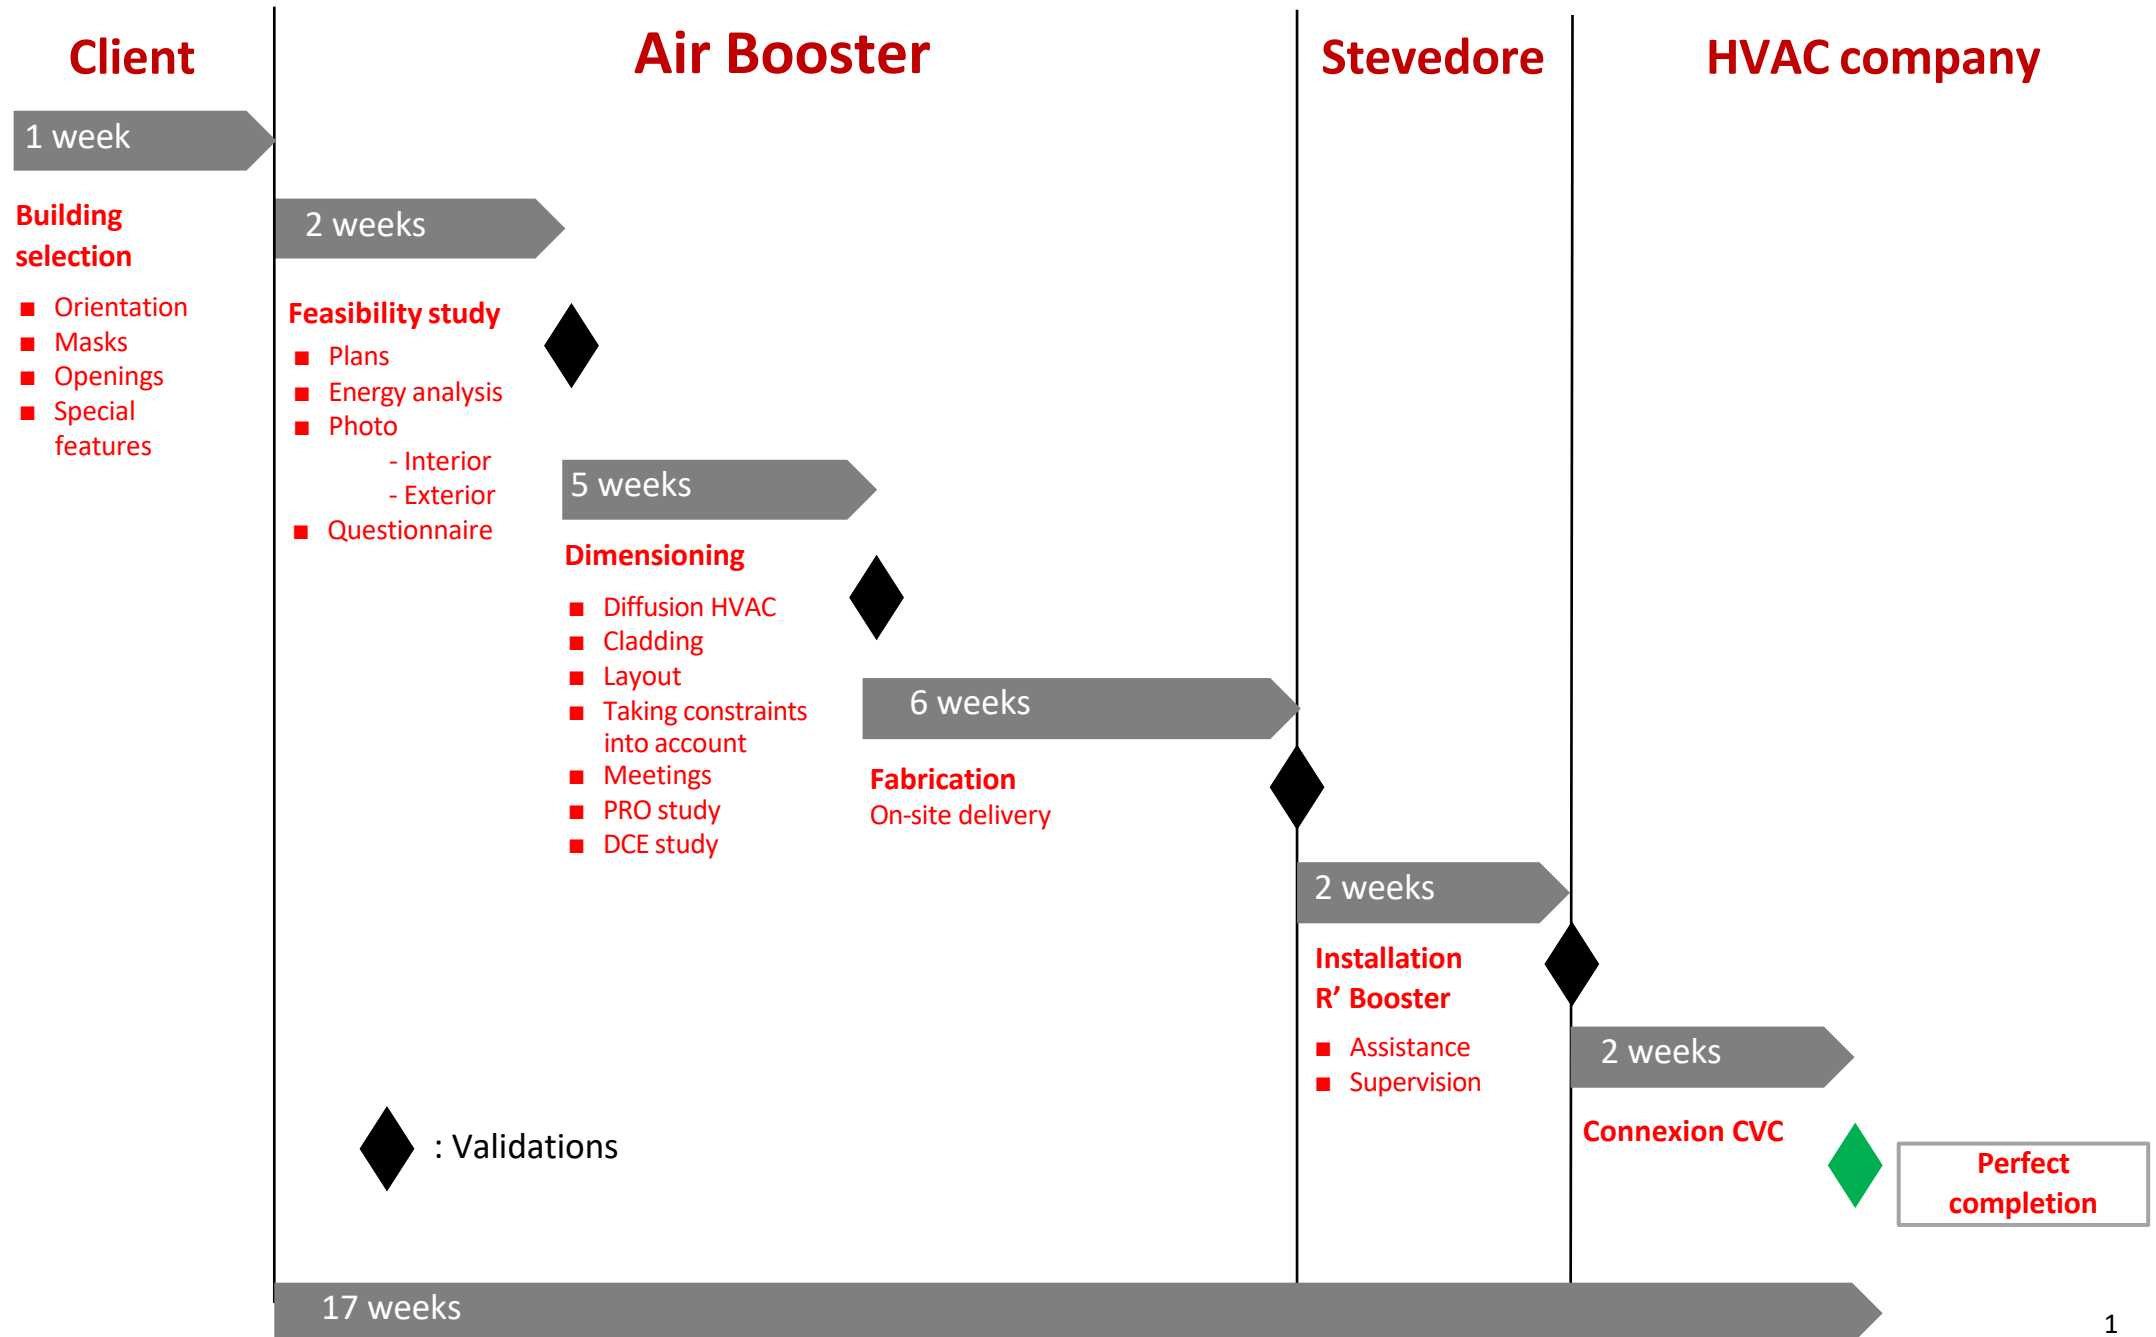 Client
Air Booster
Stevedore
HVAC company
1 week
Building
selection
■ Orientation
■ Masks
■ Openings
■ Special
features
2 weeks
Feasibility study
■ Plans
■ Energy analysis
■ Photo
- Interior
- Exterior
■ Questionnaire
5 weeks
Dimensioning
■ Diffusion HVAC
■ Cladding
■ Layout
■ Taking constraints
into account
■ Meetings
■ PRO study
■ DCE study
6 weeks
Fabrication
On-site delivery
2 weeks
Installation
R’ Booster
■ Assistance
■ Supervision
2 weeks
Connexion CVC
Perfect
completion
: Validations
17 weeks
1